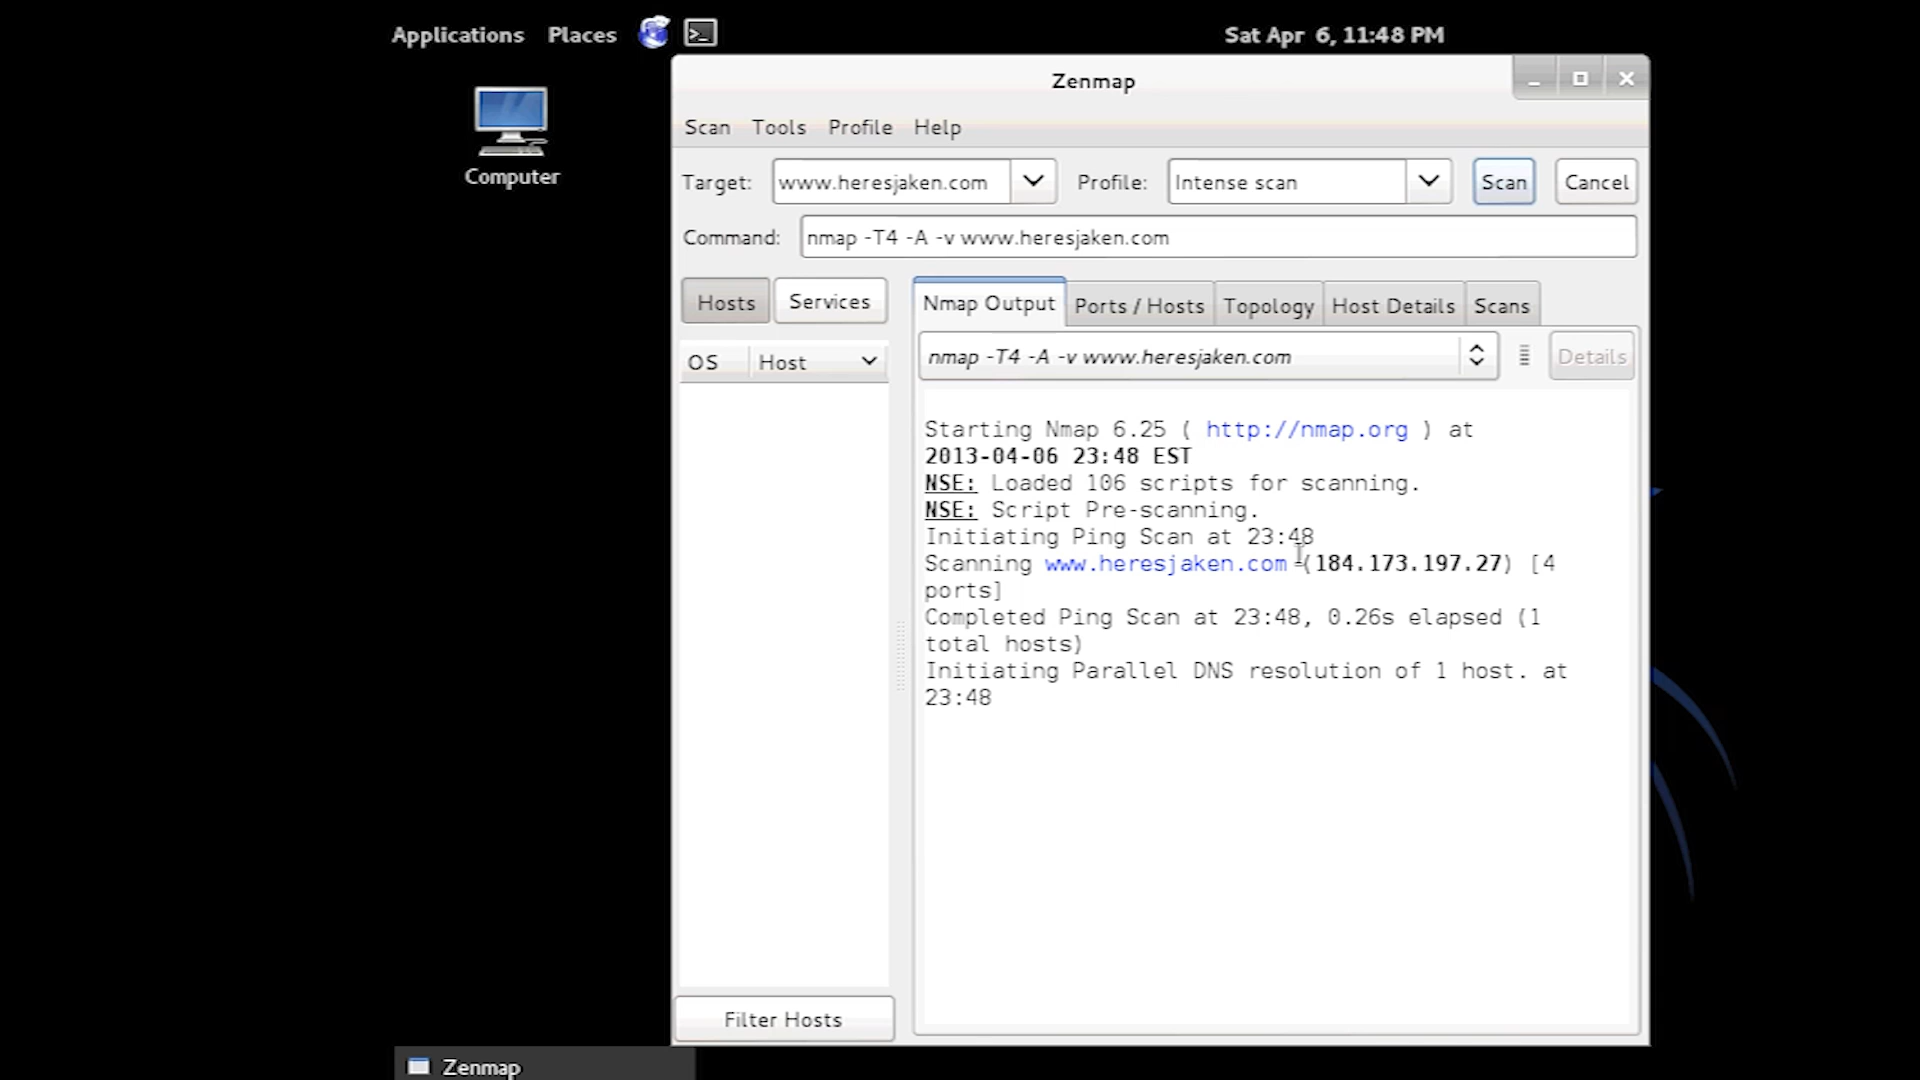 Applications Places Sat Apr 6, 11:48 PM
Computer
Zenmap
Scan Tools Profile Help
Target: www.heresjaken.com Profile: Intense scan Scan Cancel
Command: nmap -T4 -A -v www.heresjaken.com
Hosts Services
OS Host
Filter Hosts
Nmap Output Ports / Hosts Topology Host Details Scans
nmap -T4 -A -v www.heresjaken.com Details
Starting Nmap 6.25 ( http://nmap.org ) at
2013-04-06 23:48 EST
NSE: Loaded 106 scripts for scanning.
NSE: Script Pre-scanning.
Initiating Ping Scan at 23:48
Scanning www.heresjaken.com (184.173.197.27) [4
ports]
Completed Ping Scan at 23:48, 0.26s elapsed (1
total hosts)
Initiating Parallel DNS resolution of 1 host. at
23:48
Zenmap